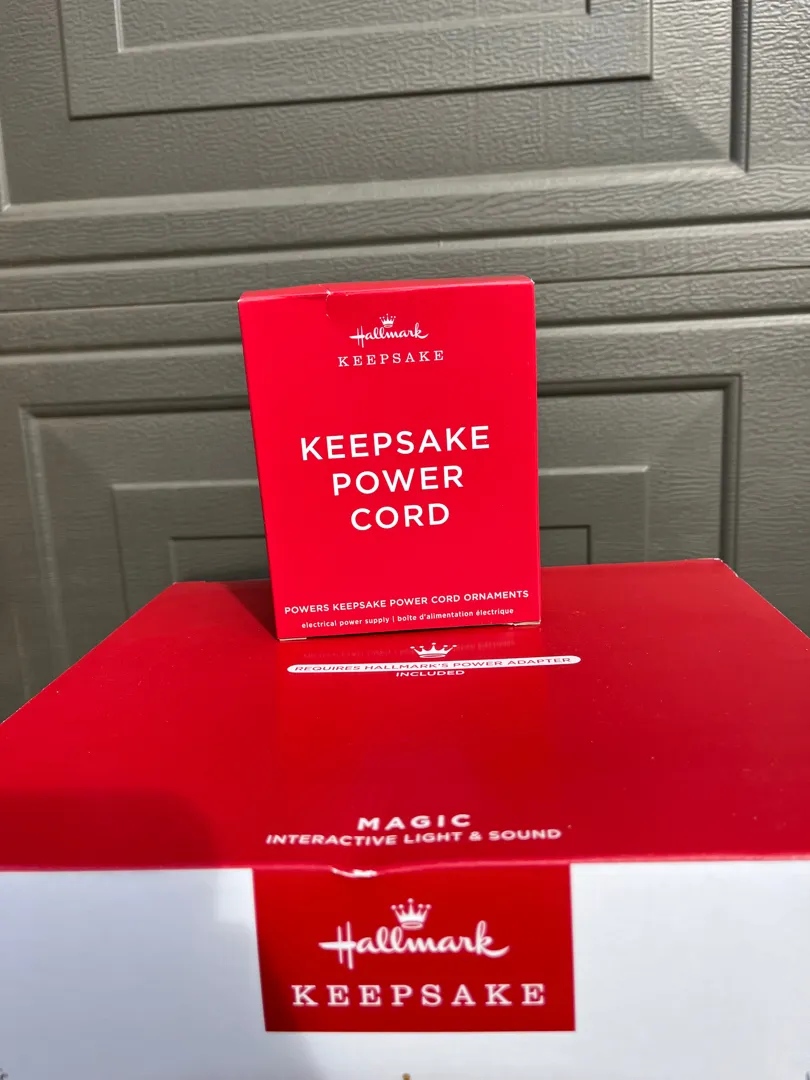 Hallmark
KEEPSAKE
KEEPSAKE
POWER
CORD
POWERS KEEPSAKE POWER CORD ORNAMENTS
electrical power supply | boîte d'alimentation électrique
REQUIRES HALLMARK'S POWER ADAPTER
INCLUDED
MAGIC
INTERACTIVE LIGHT & SOUND
Hallmark
KEEPSAKE